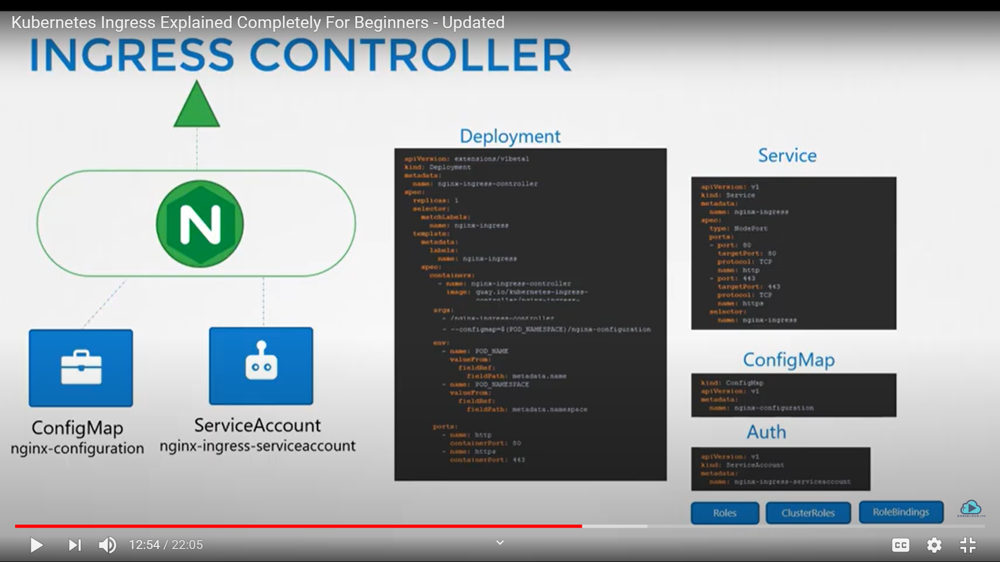 Kubernetes Ingress Explained Completely For Beginners - Updated
INGRESS CONTROLLER
N
ConfigMap
nginx-configuration
ServiceAccount
nginx-ingress-serviceaccount
Deployment
apiVersion: extensions/v1beta1
kind: Deployment
metadata:
name: nginx-ingress-controller
spec:
replicas: 1
selector:
matchLabels:
name: nginx-ingress
template:
metadata:
labels:
name: nginx-ingress
spec:
containers:
- name: nginx-ingress-controller
image: quay.io/kubernetes-ingress-
controller/nginx-ingress-
args:
- /nginx-ingress-controller
- --configmap=$(POD_NAMESPACE)/nginx-configuration
env:
- name: POD_NAME
valueFrom:
fieldRef:
fieldPath: metadata.name
- name: POD_NAMESPACE
valueFrom:
fieldRef:
fieldPath: metadata.namespace
ports:
- name: http
containerPort: 80
- name: https
containerPort: 443
Service
apiVersion: v1
kind: Service
metadata:
name: nginx-ingress
spec:
type: NodePort
ports:
- port: 80
targetPort: 80
protocol: TCP
name: http
- port: 443
targetPort: 443
protocol: TCP
name: https
selector:
name: nginx-ingress
ConfigMap
kind: ConfigMap
apiVersion: v1
metadata:
name: nginx-configuration
Auth
apiVersion: v1
kind: ServiceAccount
metadata:
name: nginx-ingress-serviceaccount
Roles
ClusterRoles
RoleBindings
KODEKLOUD.COM
12:54 / 22:05
CC